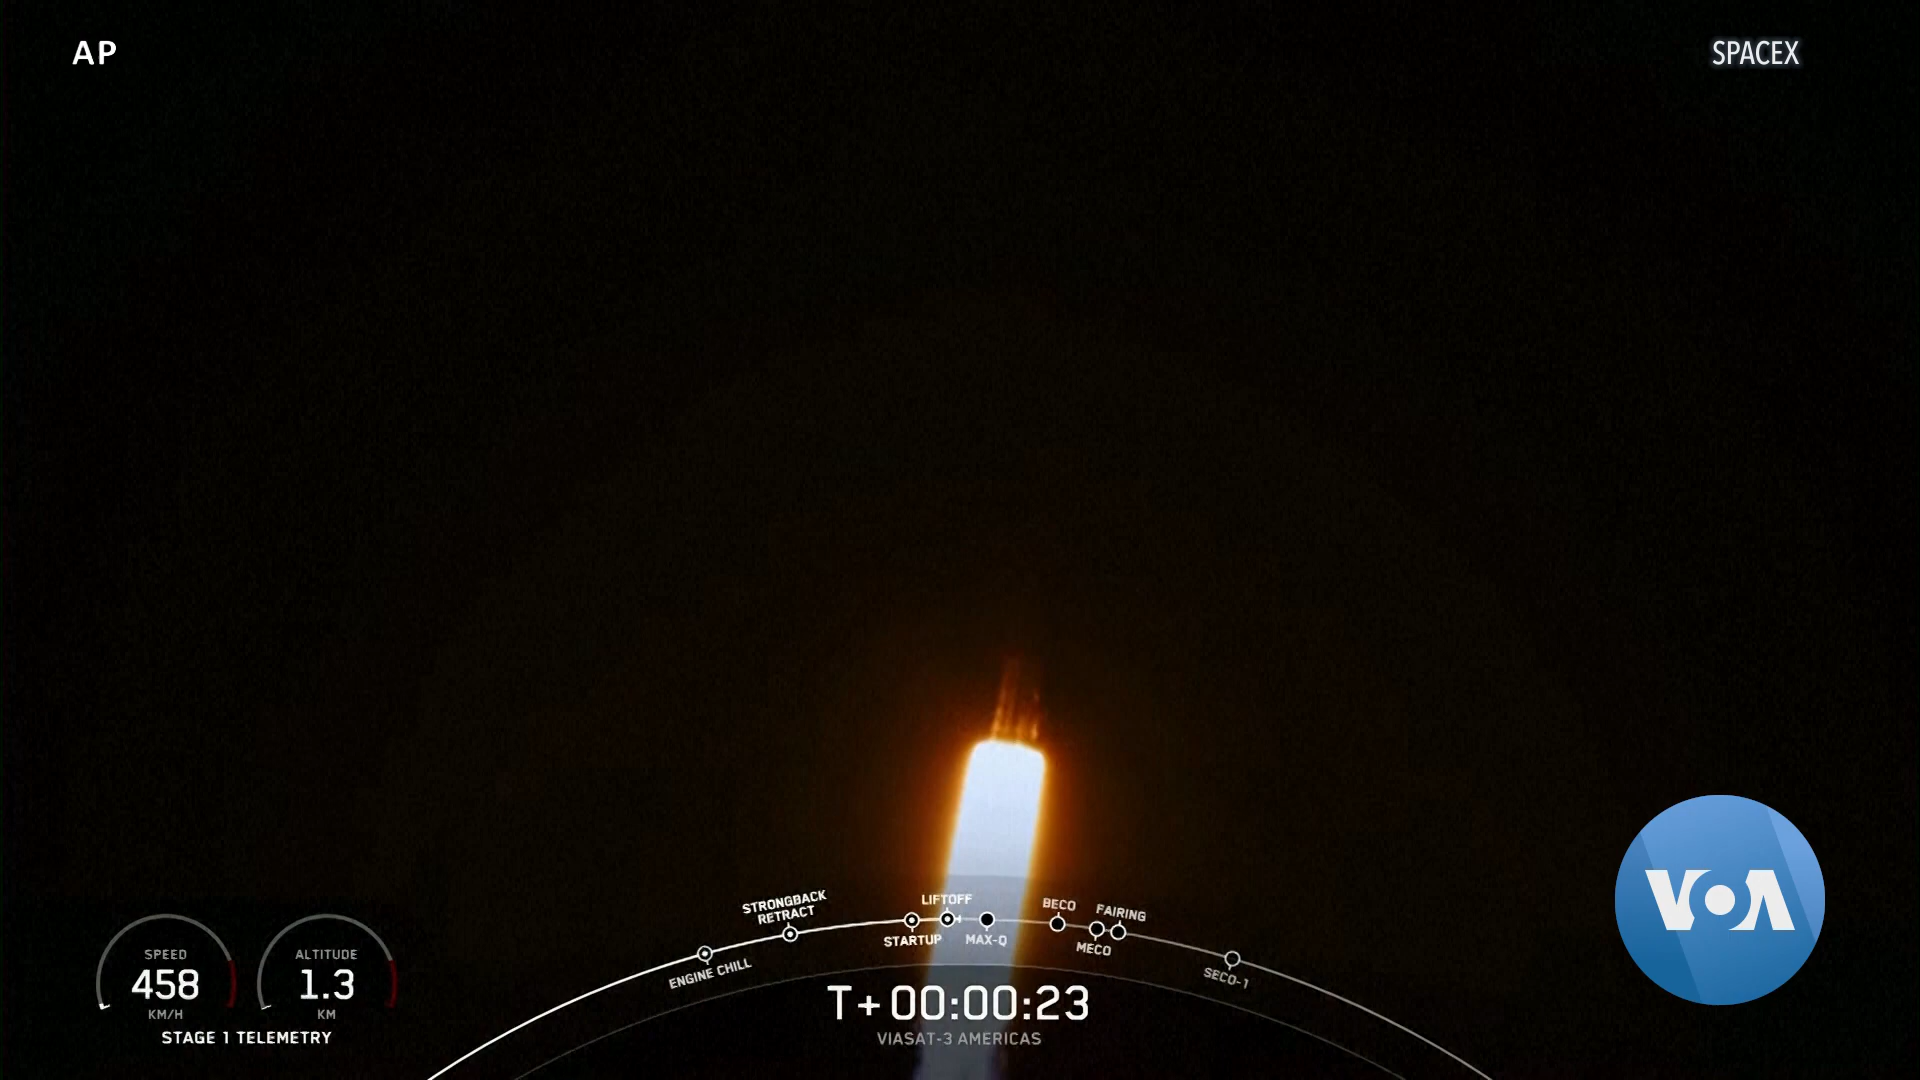 AP
SPACEX
STRONGBACK
RETRACT
LIFTOFF
BECO
FAIRING
STARTUP
MAX-Q
MECO
ENGINE CHILL
SECO-1
SPEED
458
KM/H
ALTITUDE
1.3
KM
STAGE 1 TELEMETRY
T+00:00:23
VIASAT-3 AMERICAS
VOA